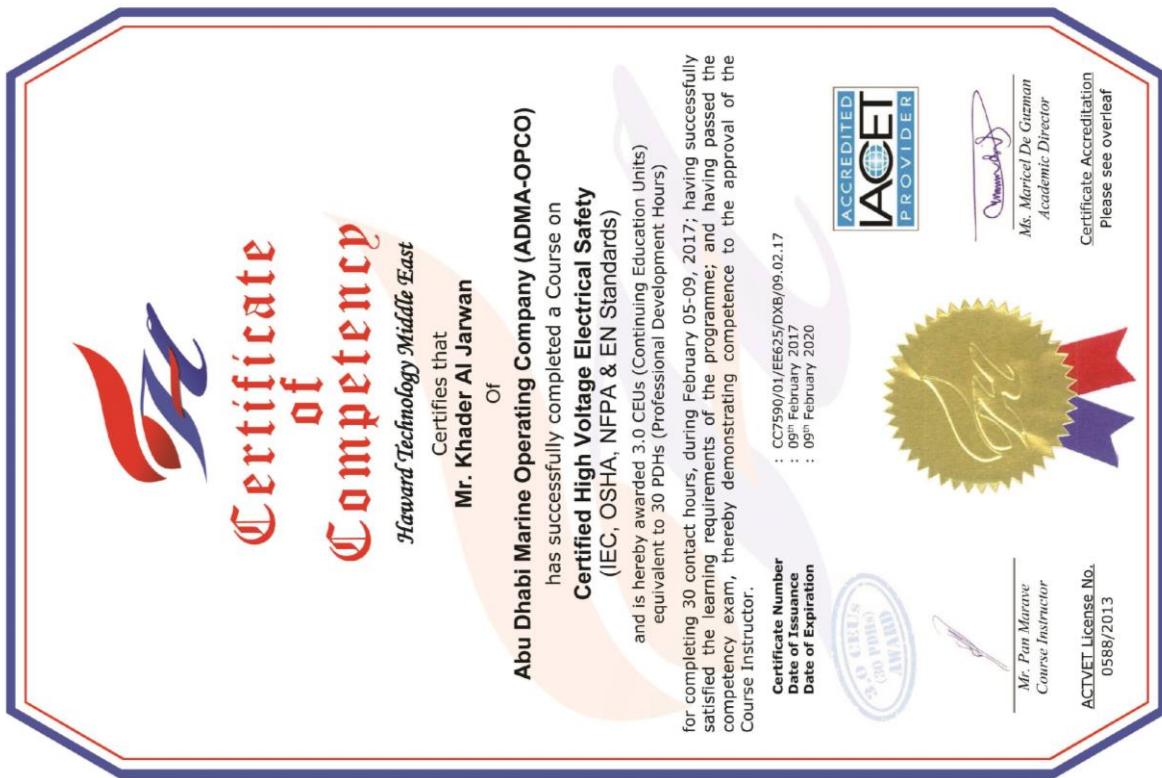 Certificate
of
Competency
Haward Technology Middle East
Certifies that
Mr. Khader Al Jarwan
Of
Abu Dhabi Marine Operating Company (ADMA-OPCO)
has successfully completed a Course on
Certified High Voltage Electrical Safety
(IEC, OSHA, NFPA & EN Standards)
and is hereby awarded 3.0 CEUs (Continuing Education Units)
equivalent to 30 PDHs (Professional Development Hours)
for completing 30 contact hours, during February 05-09, 2017; having successfully
satisfied the learning requirements of the programme; and having passed the
competency exam, thereby demonstrating competence to the approval of the
Course Instructor.
Certificate Number : CC7590/01/EE625/DXB/09.02.17
Date of Issuance : 09th February 2017
Date of Expiration : 09th February 2020
3.0 CEUs
(30 PDHs)
AWARD
ACCREDITED
IACET
PROVIDER
Mr. Pan Marave
Course Instructor
Ms. Maricel De Guzman
Academic Director
ACTVET License No.
0588/2013
Certificate Accreditation
Please see overleaf